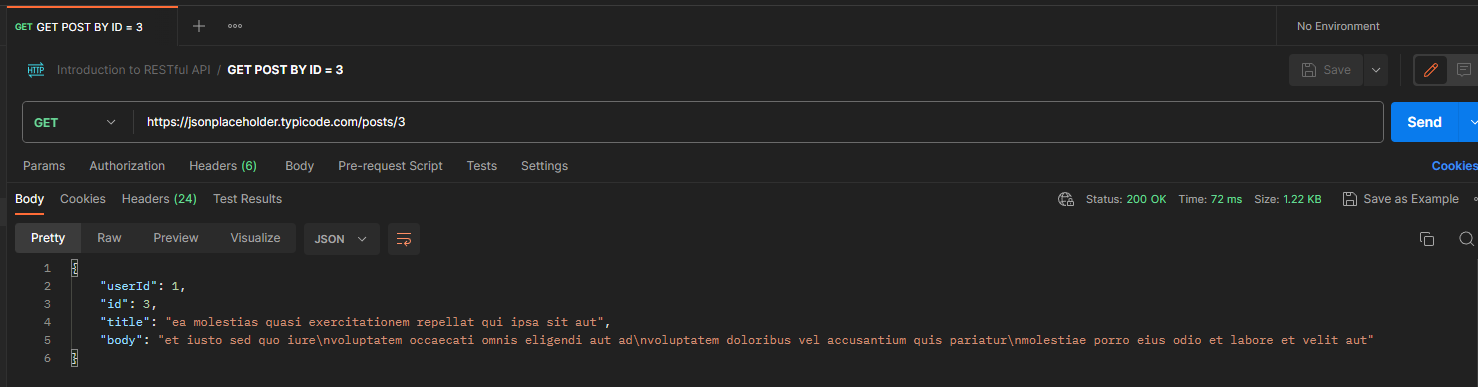 GET GET POST BY ID = 3 No Environment
HTTP Introduction to RESTful API / GET POST BY ID = 3 Save
GET https://jsonplaceholder.typicode.com/posts/3 Send
Params Authorization Headers (6) Body Pre-request Script Tests Settings Cookies
Body Cookies Headers (24) Test Results Status: 200 OK Time: 72 ms Size: 1.22 KB Save as Example
Pretty Raw Preview Visualize JSON
1 {
2 "userId": 1,
3 "id": 3,
4 "title": "ea molestias quasi exercitationem repellat qui ipsa sit aut",
5 "body": "et iusto sed quo iure\nvoluptatem occaecati omnis eligendi aut ad\nvoluptatem doloribus vel accusantium quis pariatur\nmolestiae porro eius odio et labore et velit aut"
6 }